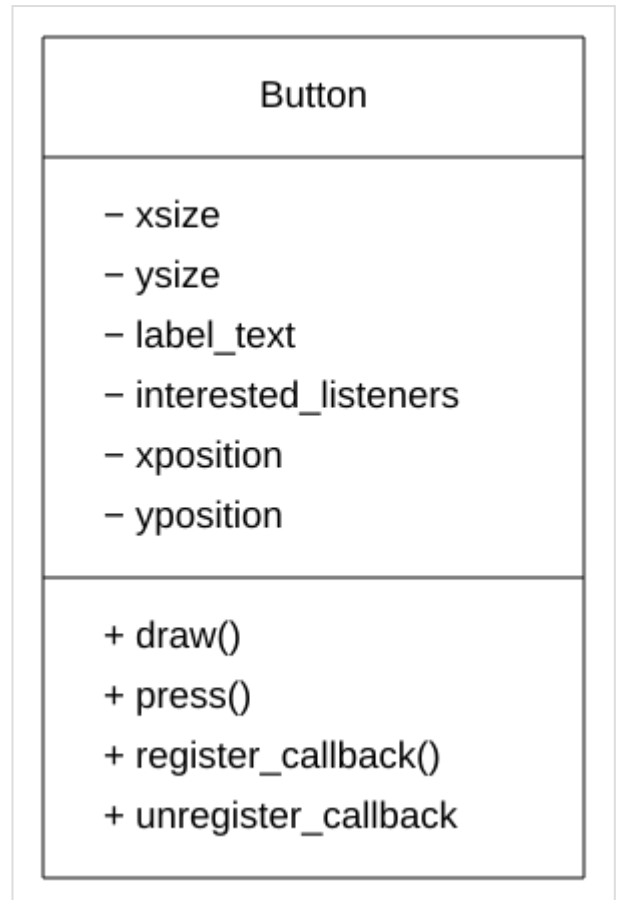 Button
− xsize
− ysize
− label_text
− interested_listeners
− xposition
− yposition
+ draw()
+ press()
+ register_callback()
+ unregister_callback